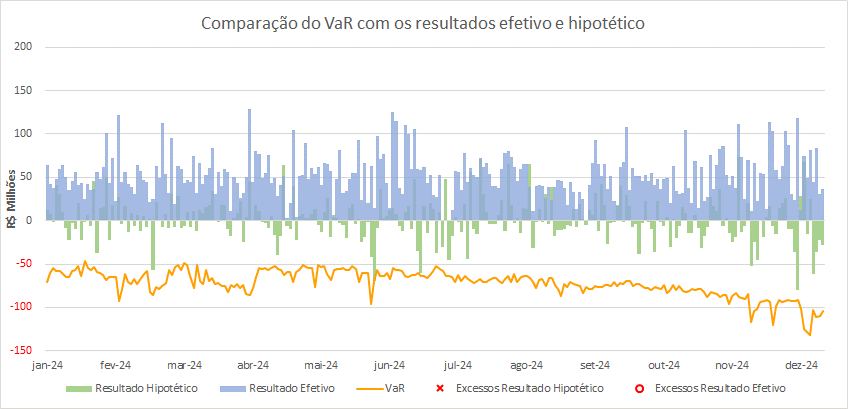 Comparação do VaR com os resultados efetivo e hipotético
R$ Milhões
200
150
100
50
0
-50
-100
-150
jan-24 fev-24 mar-24 abr-24 mai-24 jun-24 jul-24 ago-24 set-24 out-24 nov-24 dez-24
Resultado Hipotético Resultado Efetivo VaR Excessos Resultado Hipotético Excessos Resultado Efetivo